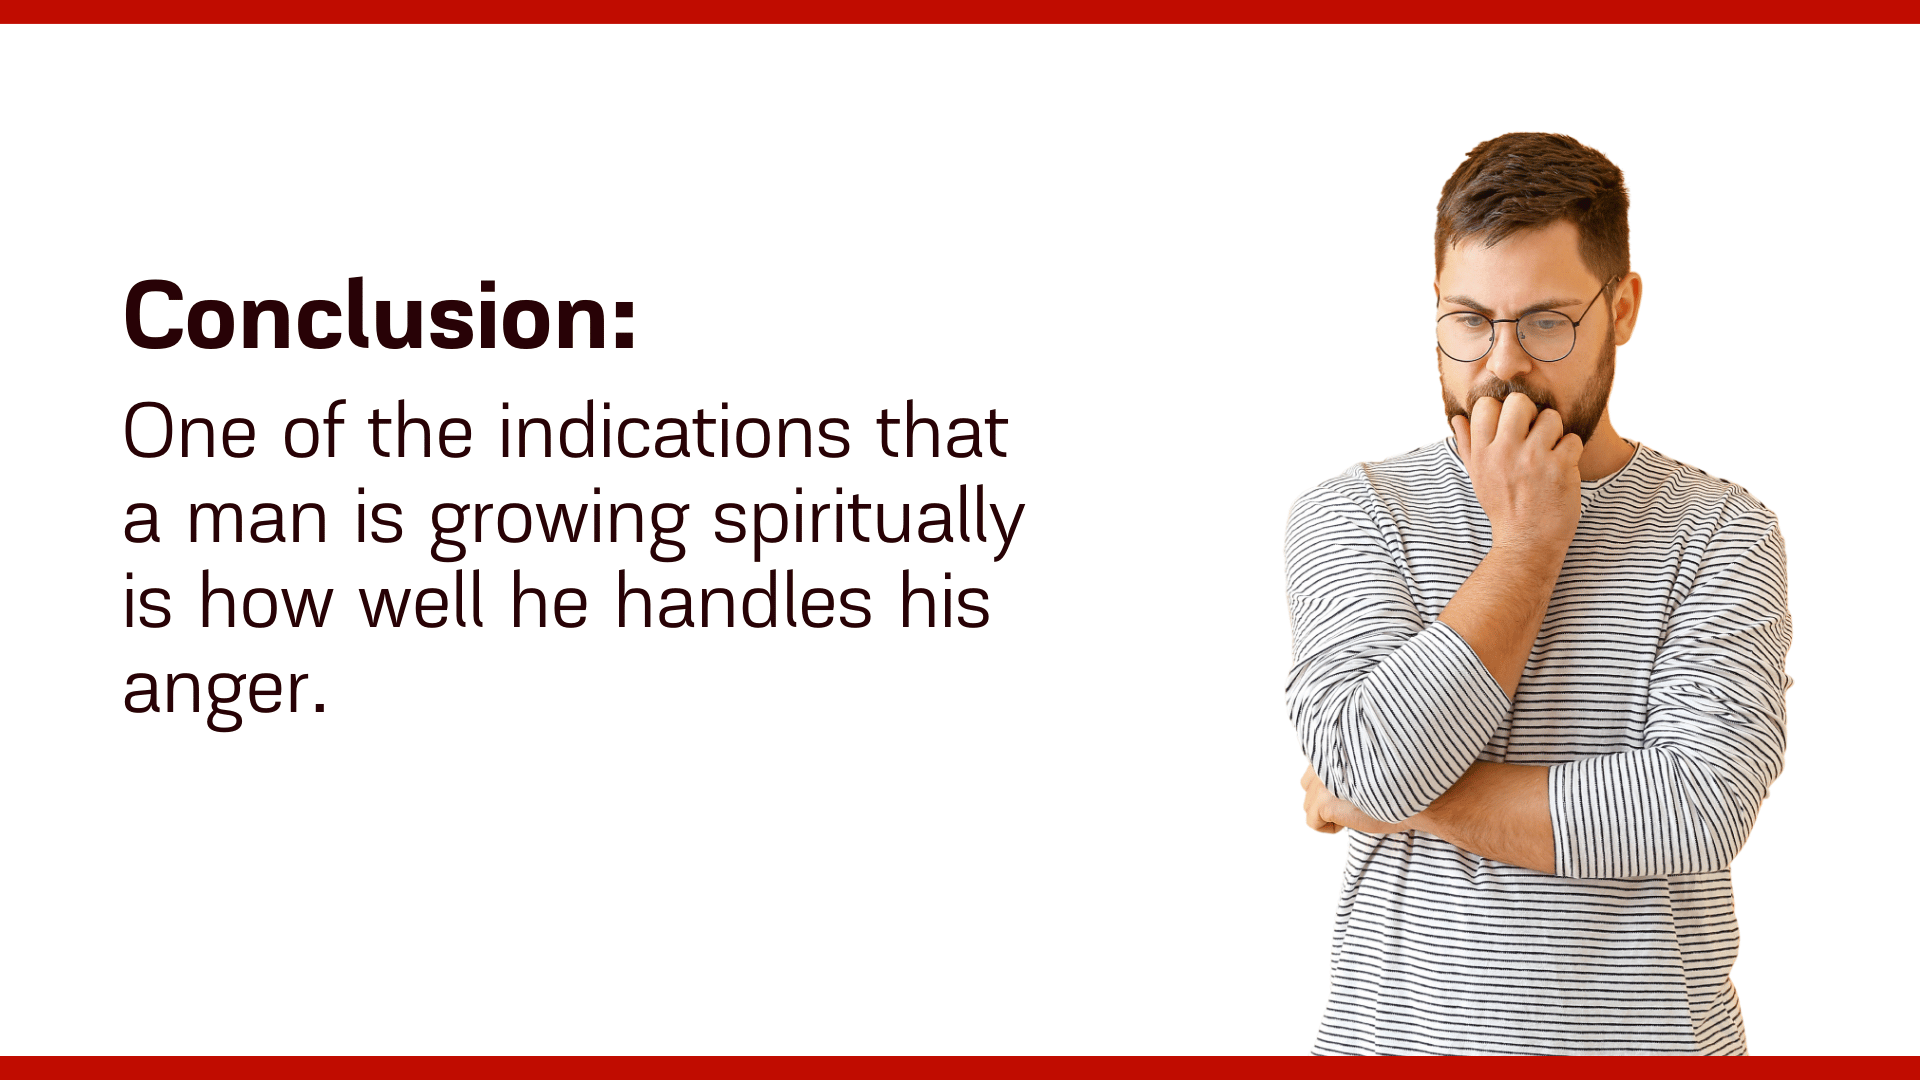 Conclusion:
One of the indications that
a man is growing spiritually
is how well he handles his
anger.